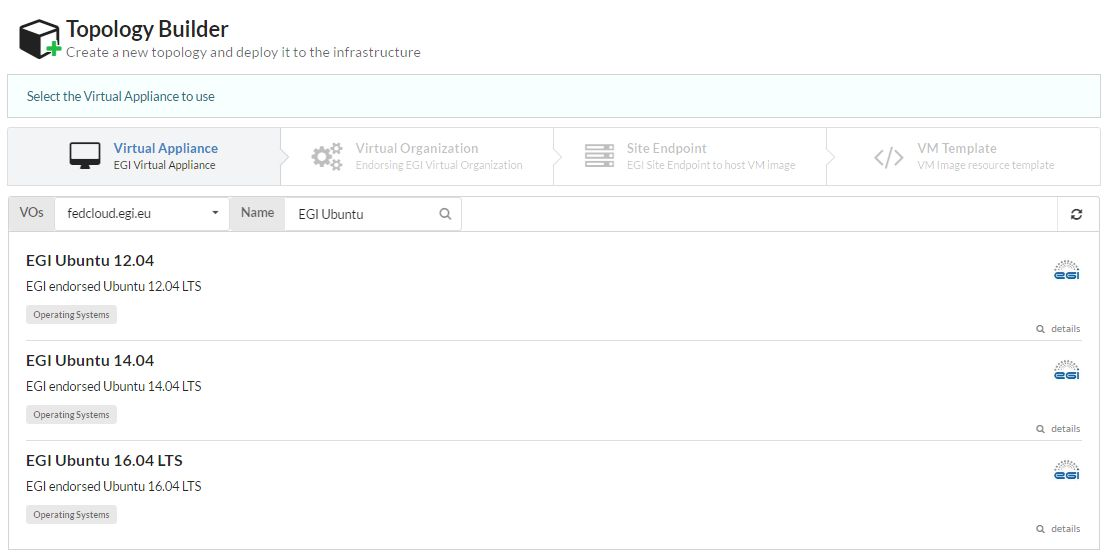 Topology Builder
Create a new topology and deploy it to the infrastructure
Select the Virtual Appliance to use
Virtual Appliance
EGI Virtual Appliance
Virtual Organization
Endorsing EGI Virtual Organization
Site Endpoint
EGI Site Endpoint to host VM image
VM Template
VM Image resource template
VOs fedcloud.egi.eu Name EGI Ubuntu
EGI Ubuntu 12.04
EGI endorsed Ubuntu 12.04 LTS
Operating Systems
egi
details
EGI Ubuntu 14.04
EGI endorsed Ubuntu 14.04 LTS
Operating Systems
egi
details
EGI Ubuntu 16.04 LTS
EGI endorsed Ubuntu 16.04 LTS
Operating Systems
egi
details